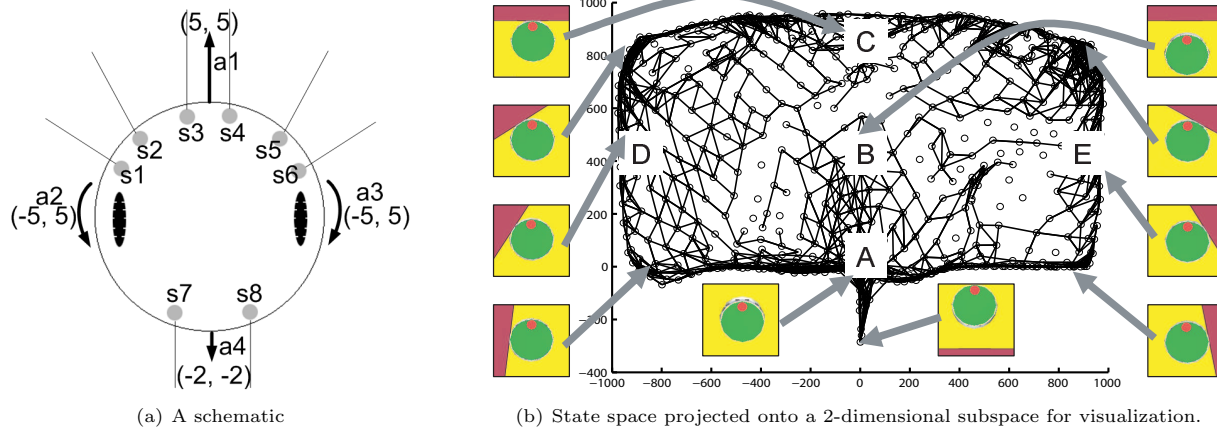 (5, 5)
a1
s3 s4
s2 s5
s1 s6
a2
(-5, 5)
a3
(-5, 5)
s7 s8
a4
(-2, -2)
(a) A schematic
1000
800
600
400
200
0
−200
−400
−1000 −800 −600 −400 −200 0 200 400 600 800 1000
C
D B E
A
(b) State space projected onto a 2-dimensional subspace for visualization.